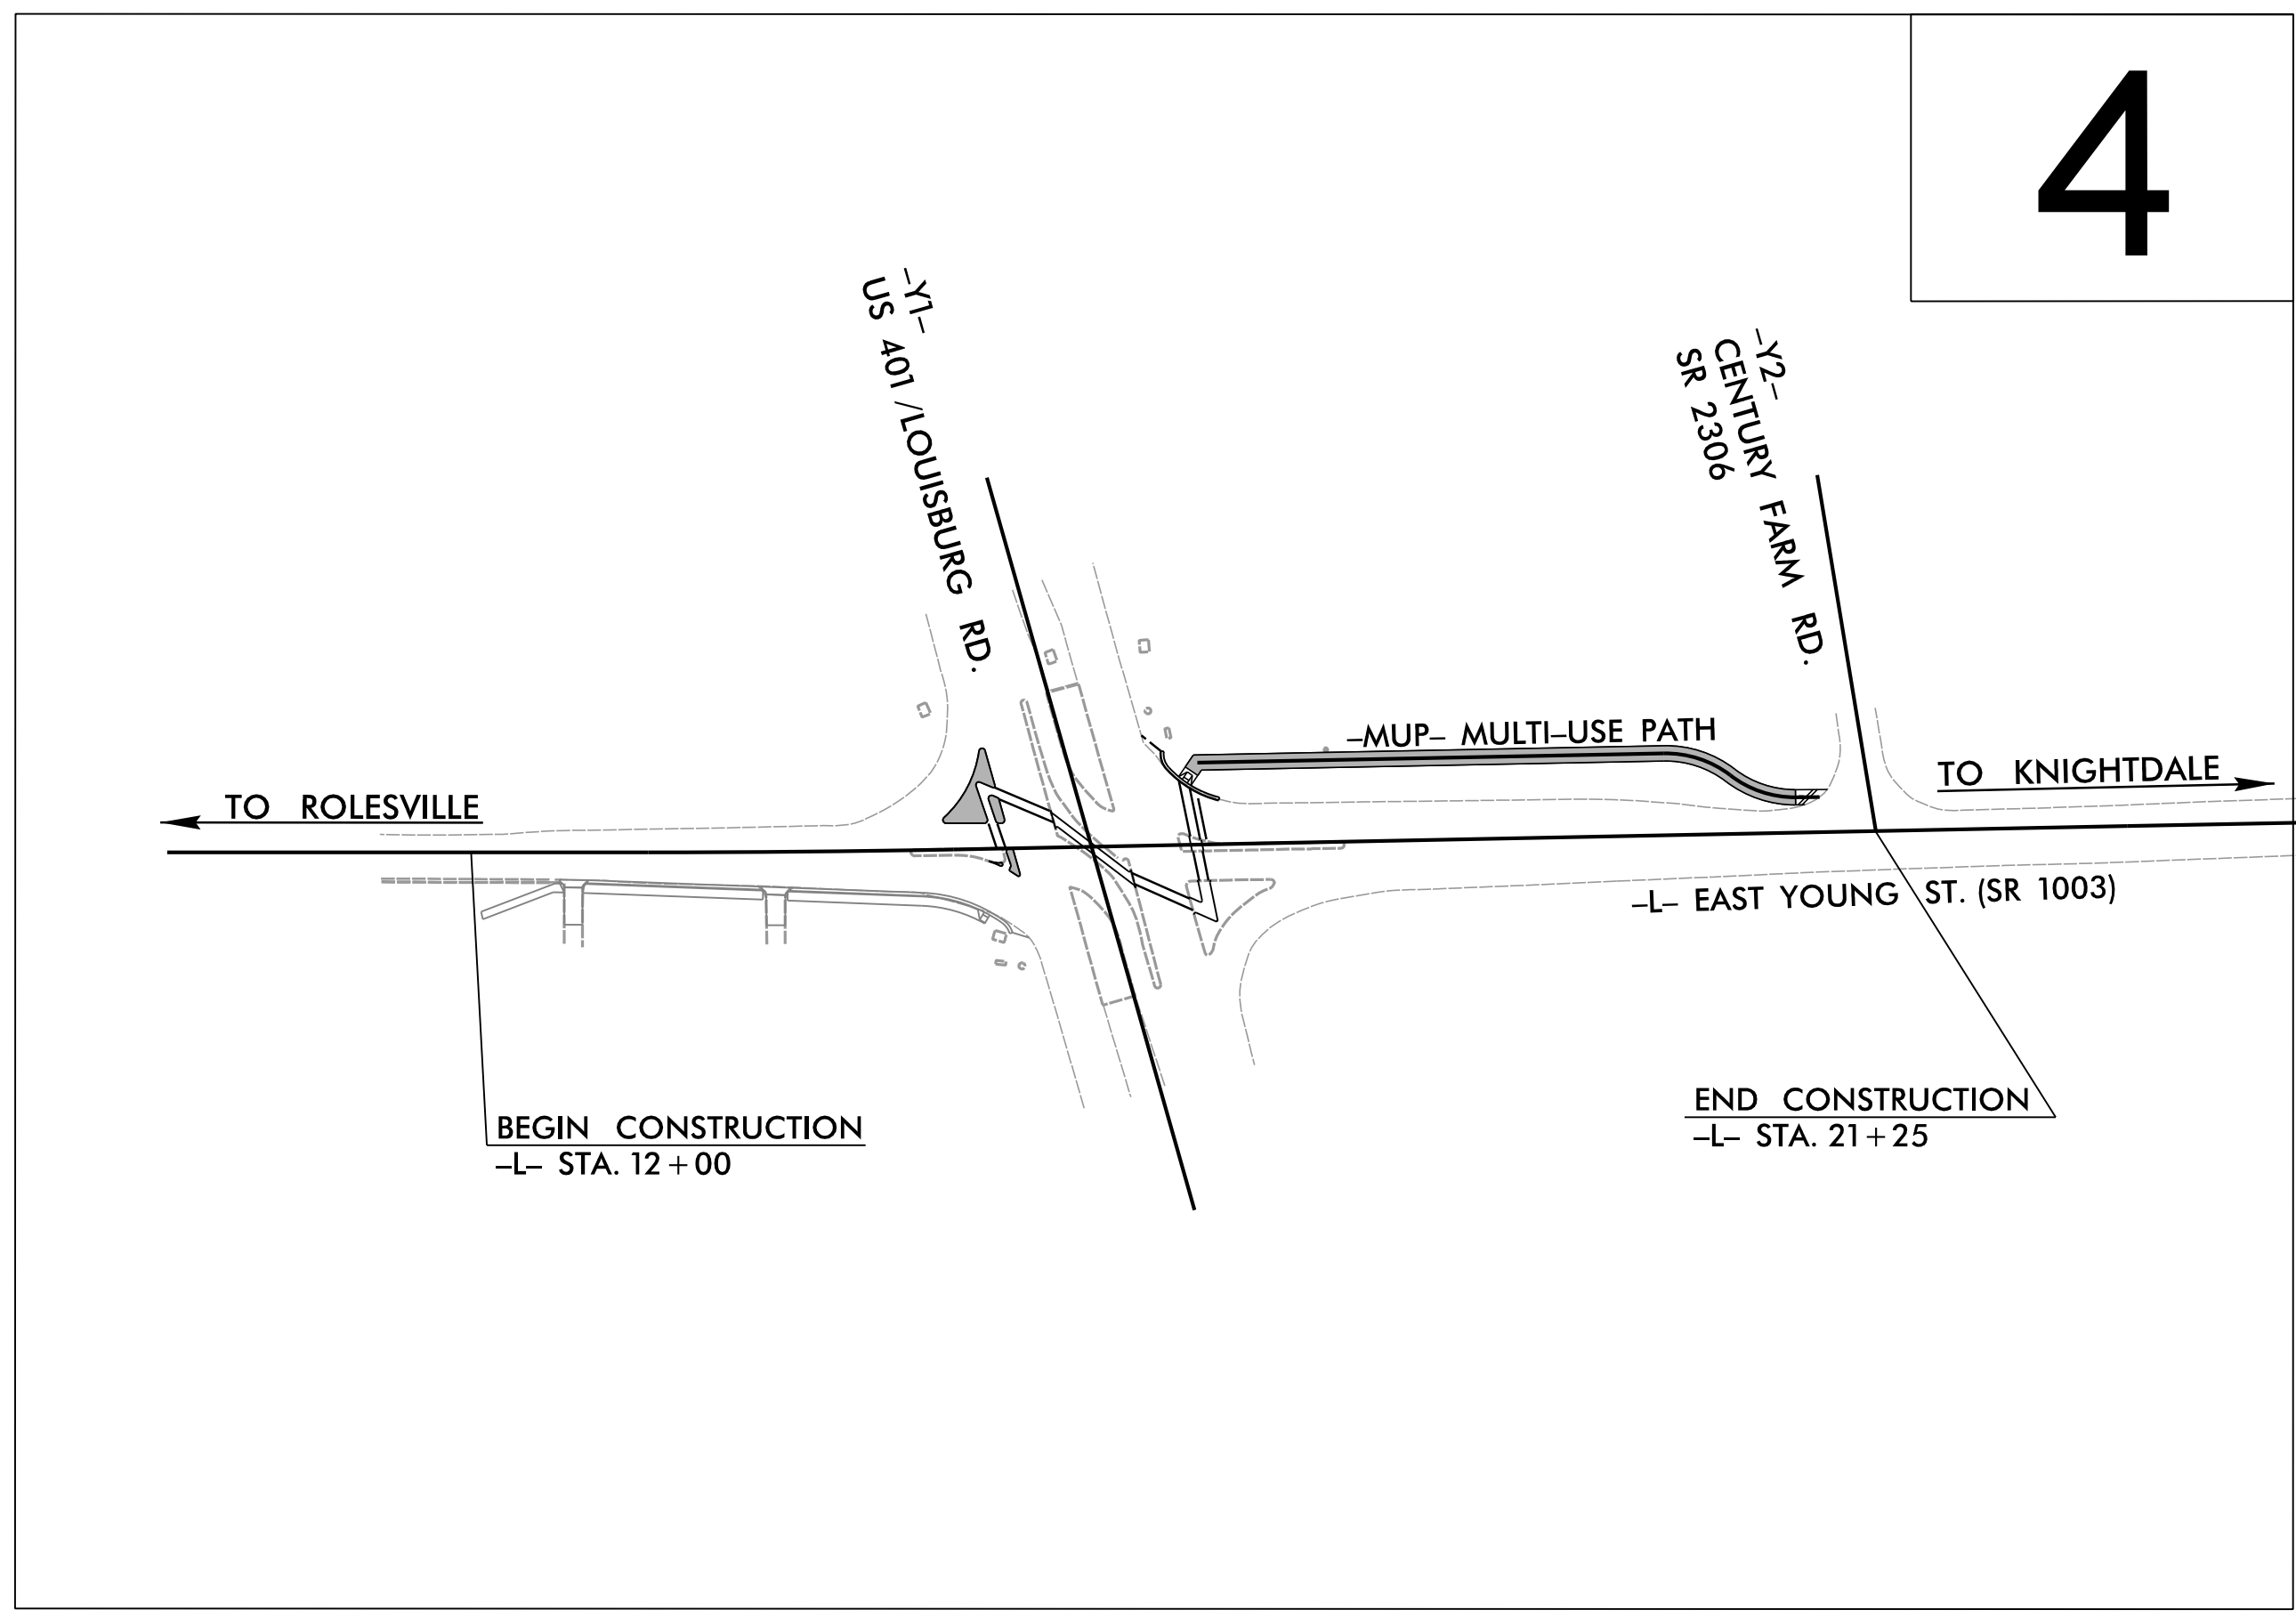 4
–Y1–
US 401 /LOUISBURG RD.
–Y2–
CENTURY FARM RD.
SR 2306
–MUP– MULTI–USE PATH
TO KNIGHTDALE
TO ROLESVILLE
–L– EAST YOUNG ST. (SR 1003)
BEGIN CONSTRUCTION
–L– STA. 12+00
END CONSTRUCTION
–L– STA. 21+25